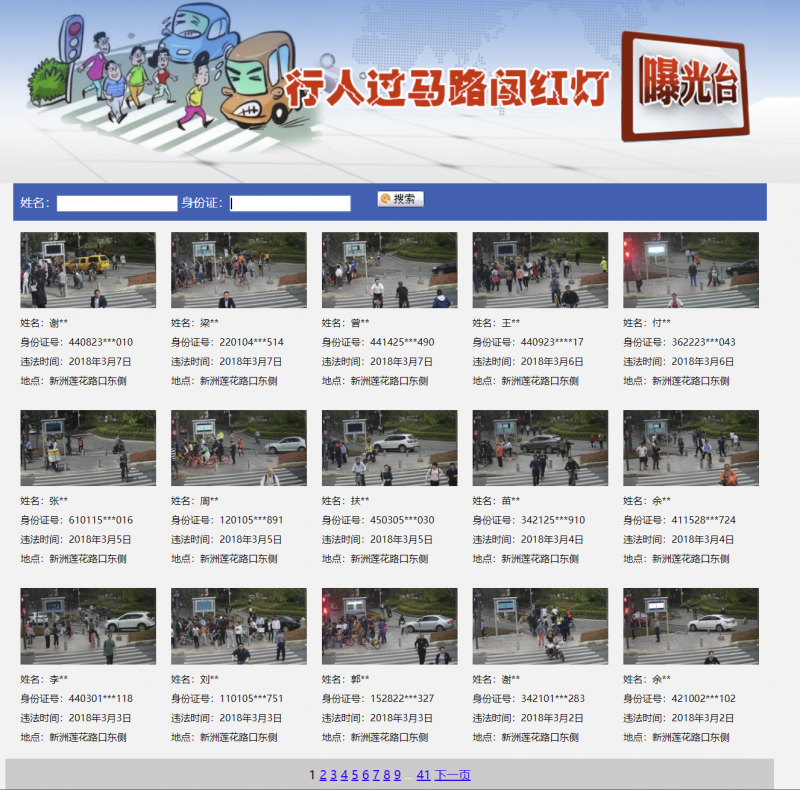 行人过马路闯红灯 曝光台
姓名： 身份证： 搜索
姓名：谢** 姓名：梁** 姓名：曾** 姓名：王** 姓名：付**
身份证号：440823***010 身份证号：220104***514 身份证号：441425***490 身份证号：440923****17 身份证号：362223***043
违法时间：2018年3月7日 违法时间：2018年3月7日 违法时间：2018年3月7日 违法时间：2018年3月6日 违法时间：2018年3月6日
地点：新洲莲花路口东侧 地点：新洲莲花路口东侧 地点：新洲莲花路口东侧 地点：新洲莲花路口东侧 地点：新洲莲花路口东侧
姓名：张** 姓名：周** 姓名：扶** 姓名：苗** 姓名：余**
身份证号：610115***016 身份证号：120105***891 身份证号：450305***030 身份证号：342125***910 身份证号：411528***724
违法时间：2018年3月5日 违法时间：2018年3月5日 违法时间：2018年3月5日 违法时间：2018年3月4日 违法时间：2018年3月4日
地点：新洲莲花路口东侧 地点：新洲莲花路口东侧 地点：新洲莲花路口东侧 地点：新洲莲花路口东侧 地点：新洲莲花路口东侧
姓名：李** 姓名：刘** 姓名：郭** 姓名：谢** 姓名：余**
身份证号：440301***118 身份证号：110105***751 身份证号：152822***327 身份证号：342101***283 身份证号：421002***102
违法时间：2018年3月3日 违法时间：2018年3月3日 违法时间：2018年3月3日 违法时间：2018年3月2日 违法时间：2018年3月2日
地点：新洲莲花路口东侧 地点：新洲莲花路口东侧 地点：新洲莲花路口东侧 地点：新洲莲花路口东侧 地点：新洲莲花路口东侧
1 2 3 4 5 6 7 8 9 ... 41 下一页